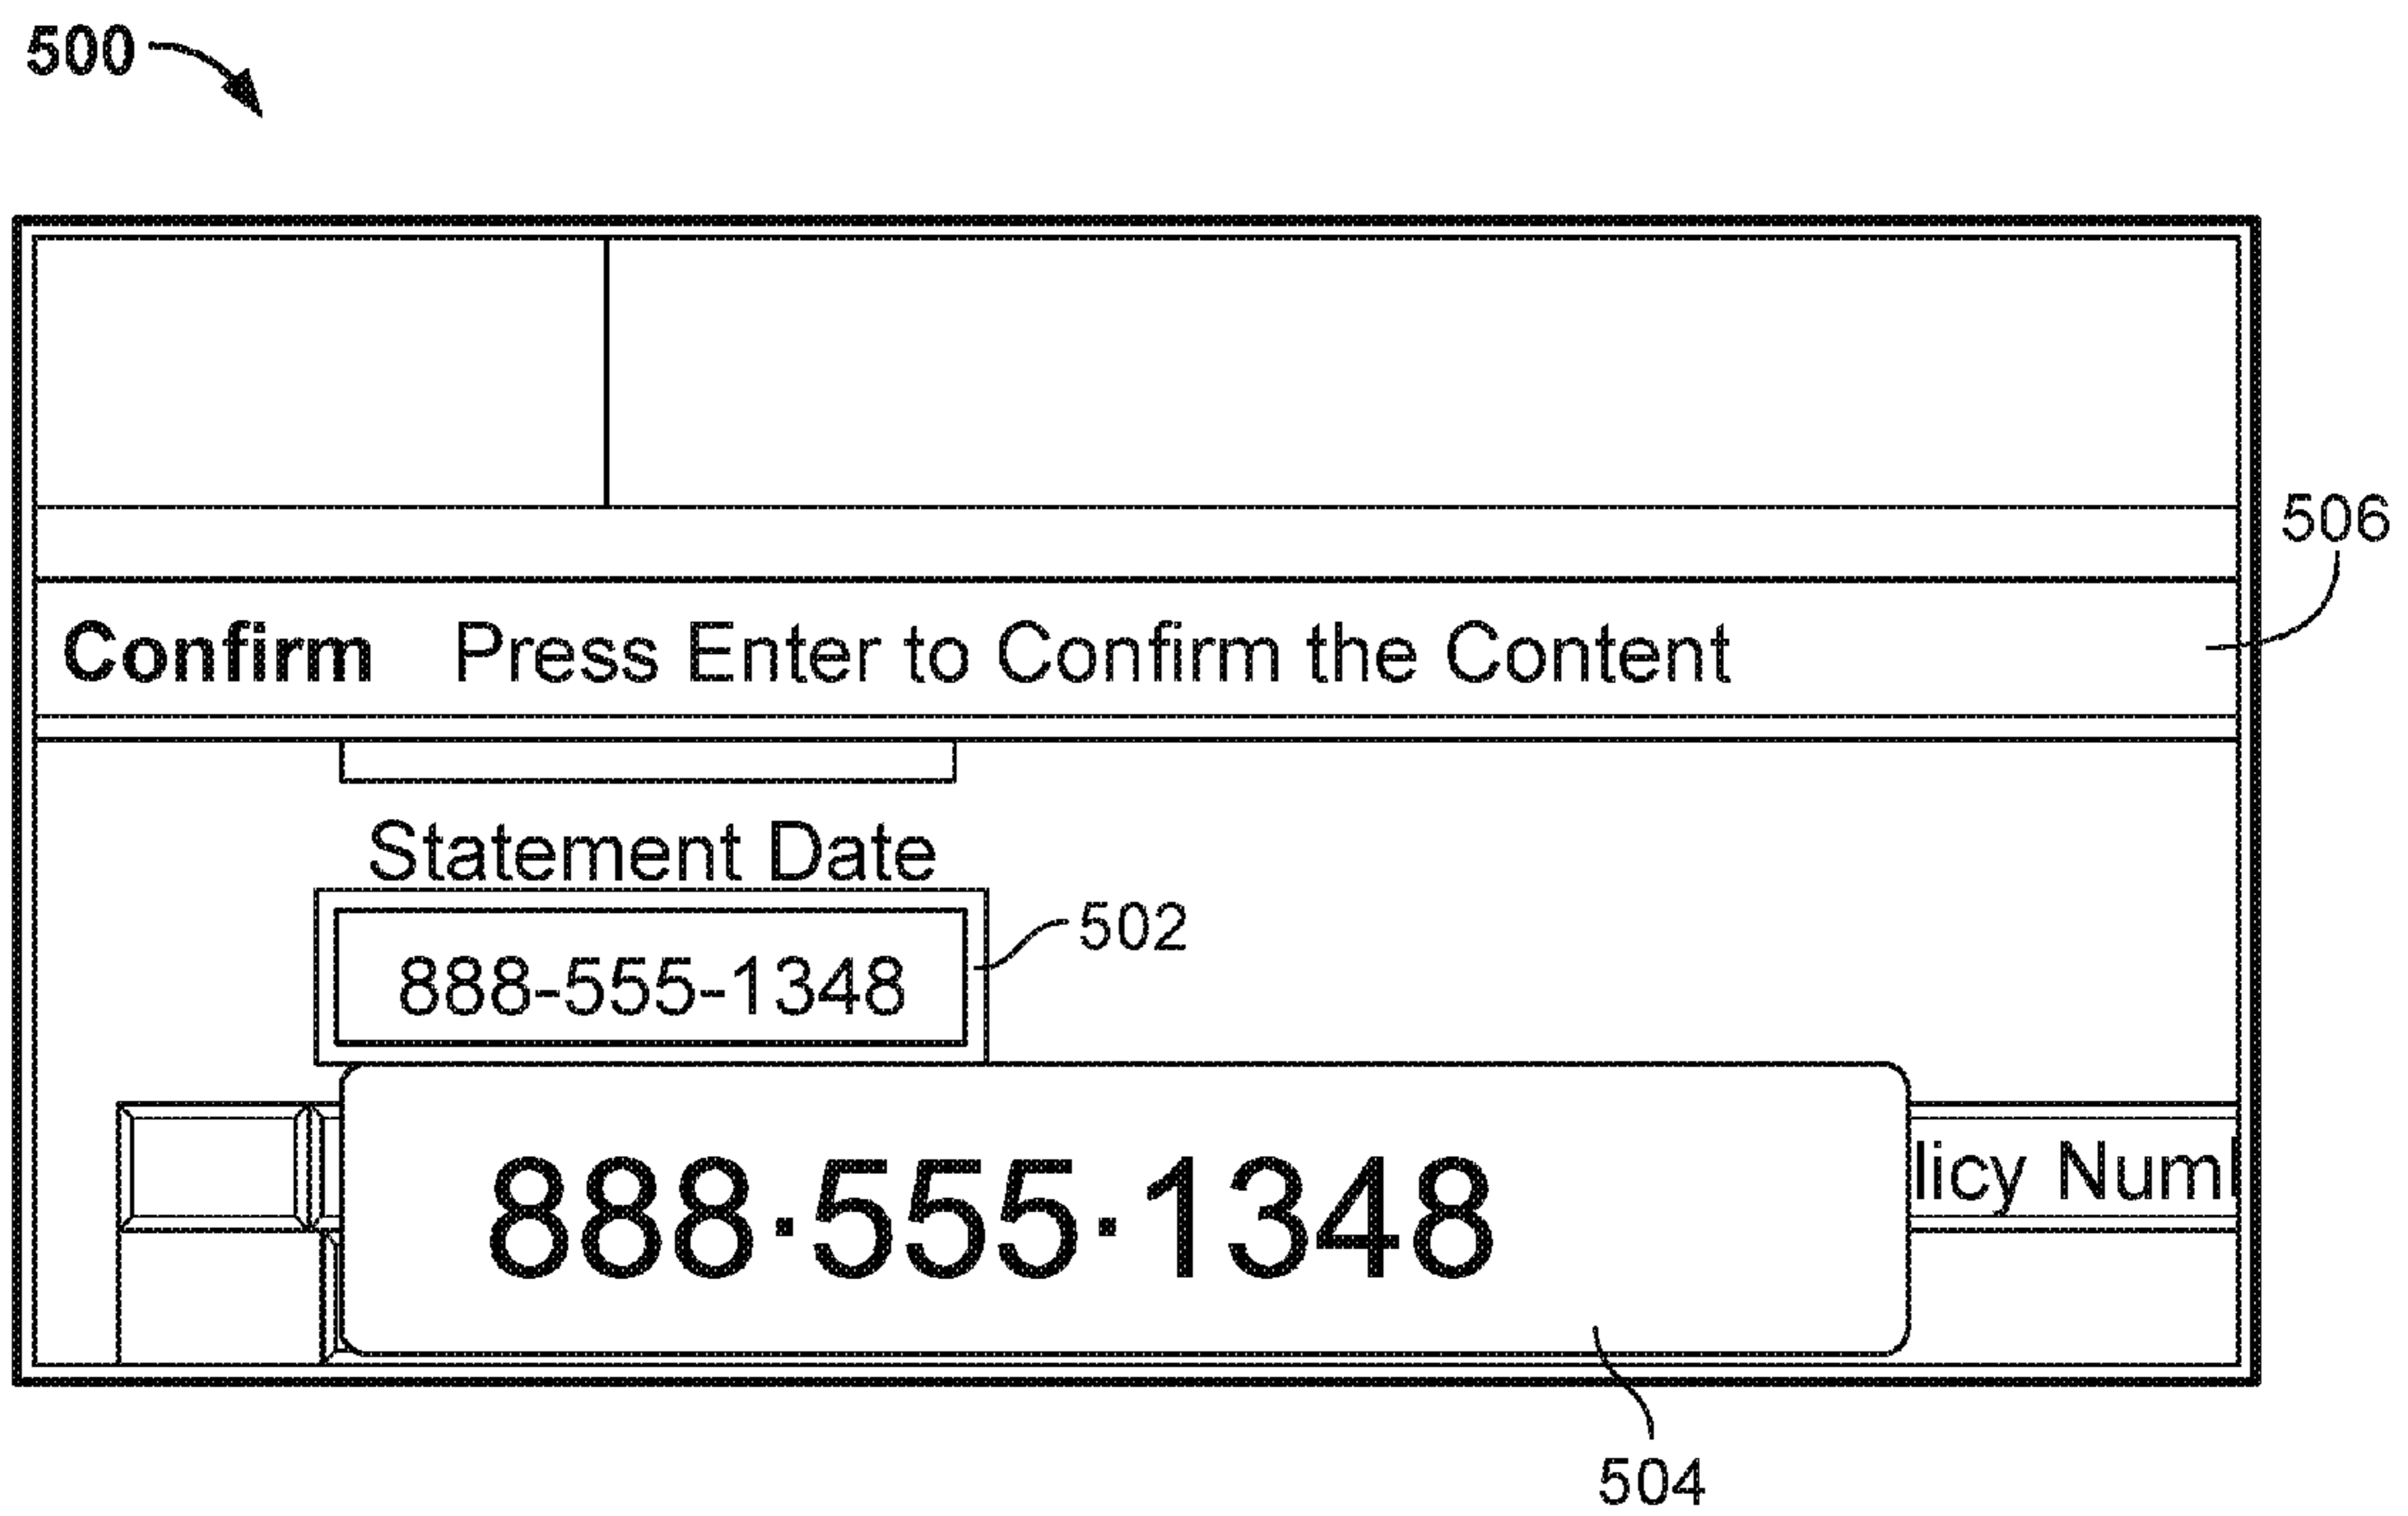 500
506
Confirm Press Enter to Confirm the Content
Statement Date
502
888-555-1348
888·555·1348
licy Num
504